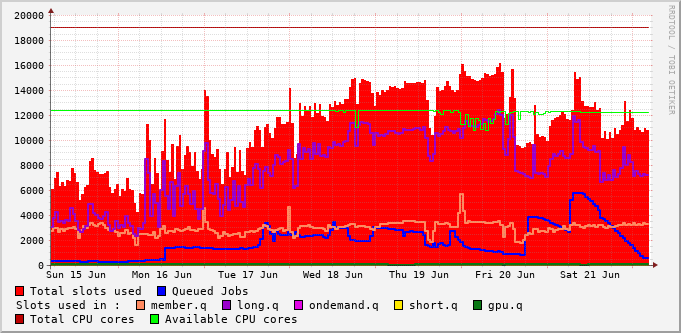 20000
18000
16000
14000
12000
10000
8000
6000
4000
2000
0
Sun 15 Jun Mon 16 Jun Tue 17 Jun Wed 18 Jun Thu 19 Jun Fri 20 Jun Sat 21 Jun
Total slots used Queued Jobs
Slots used in : member.q long.q ondemand.q short.q gpu.q
Total CPU cores Available CPU cores
RRDTOOL / TOBI OETIKER